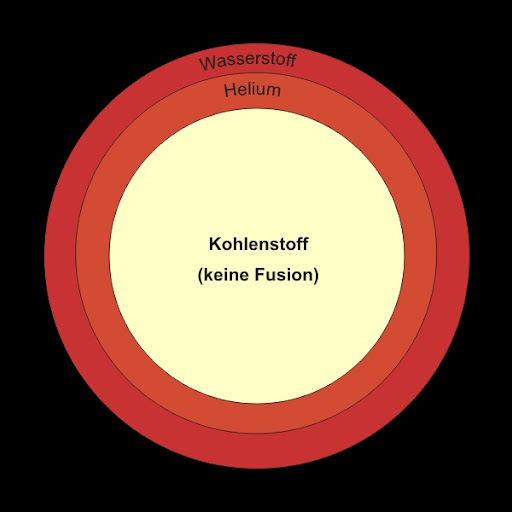 Wasserstoff
Helium
Kohlenstoff
(keine Fusion)